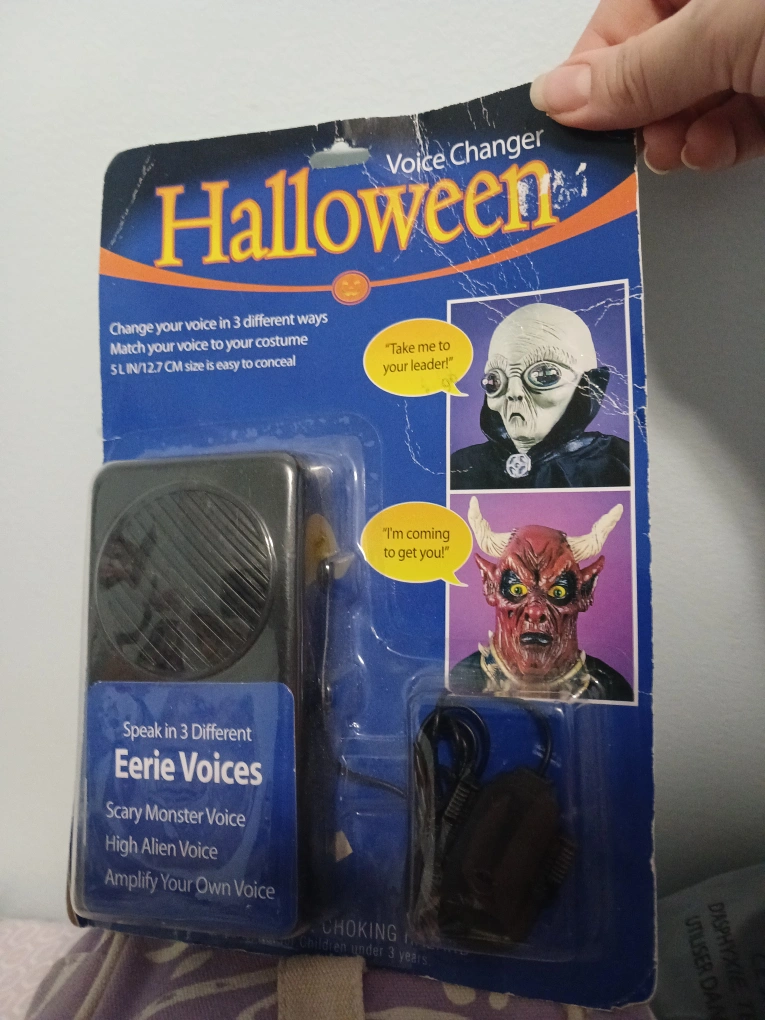 Voice Changer
Halloween
Change your voice in 3 different ways
Match your voice to your costume
5 L IN/12.7 CM size is easy to conceal
"Take me to
your leader!"
"I'm coming
to get you!"
Speak in 3 Different
Eerie Voices
Scary Monster Voice
High Alien Voice
Amplify Your Own Voice
CHOKING
Children under 3 years.
UTILISER